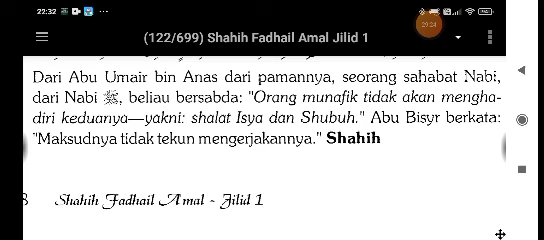 22:32
29:24
(122/699) Shahih Fadhail Amal Jilid 1
Dari Abu Umair bin Anas dari pamannya, seorang sahabat Nabi,
dari Nabi ﷺ, beliau bersabda: "Orang munafik tidak akan mengha-
diri keduanya—yakni: shalat Isya dan Shubuh." Abu Bisyr berkata:
"Maksudnya tidak tekun mengerjakannya." Shahih
Shahih Fadhail Amal - Jilid 1